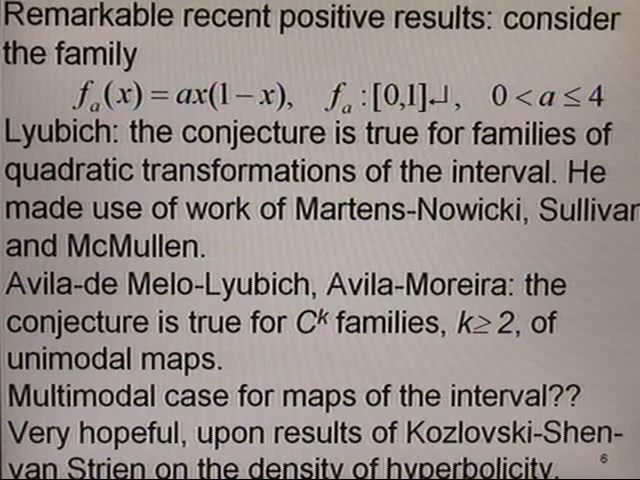 Remarkable recent positive results: consider
the family
fₐ(x) = ax(1−x),   fₐ : [0,1]↵,   0 < a ≤ 4
Lyubich: the conjecture is true for families of
quadratic transformations of the interval. He
made use of work of Martens-Nowicki, Sullivan
and McMullen.
Avila-de Melo-Lyubich, Avila-Moreira: the
conjecture is true for Cᵏ families, k≥ 2, of
unimodal maps.
Multimodal case for maps of the interval??
Very hopeful, upon results of Kozlovski-Shen-
van Strien on the density of hyperbolicity.
6